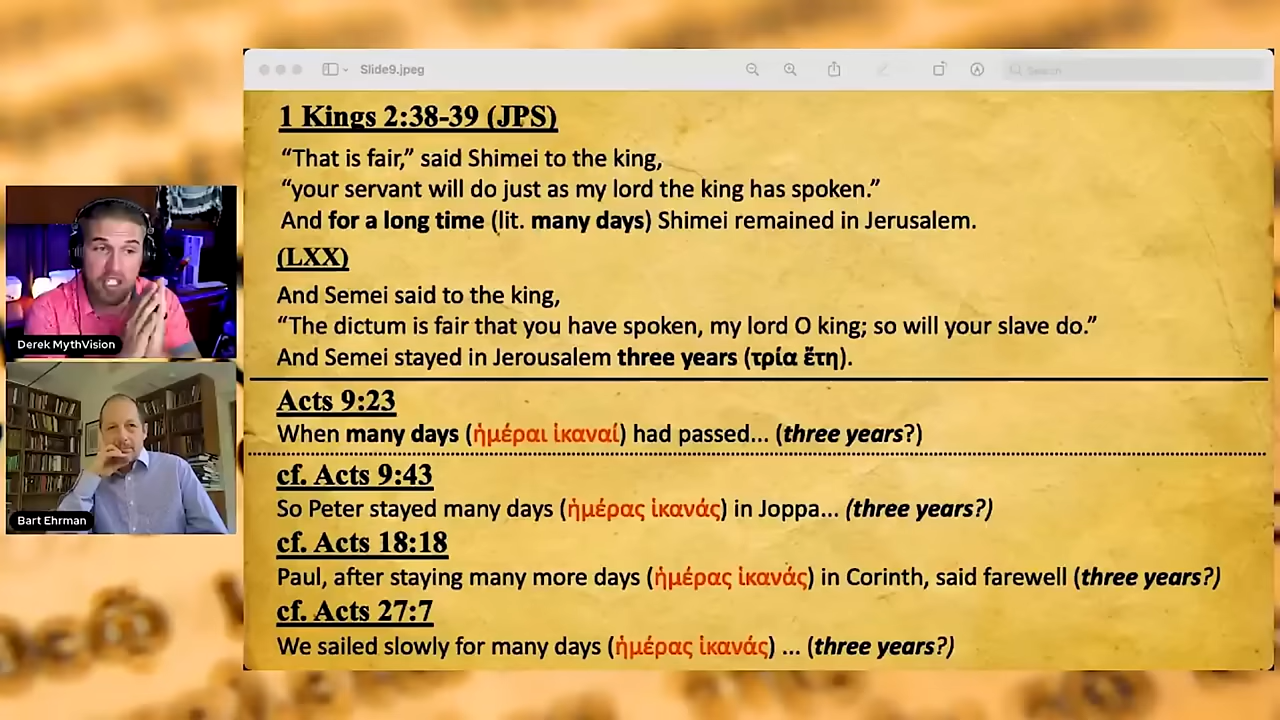 Slide9.jpeg
Search
1 Kings 2:38-39 (JPS)
“That is fair,” said Shimei to the king,
“your servant will do just as my lord the king has spoken.”
And for a long time (lit. many days) Shimei remained in Jerusalem.
(LXX)
And Semei said to the king,
“The dictum is fair that you have spoken, my lord O king; so will your slave do.”
And Semei stayed in Jerousalem three years (τρία ἔτη).
Acts 9:23
When many days (ἡμέραι ἱκαναί) had passed... (three years?)
cf. Acts 9:43
So Peter stayed many days (ἡμέρας ἱκανάς) in Joppa... (three years?)
cf. Acts 18:18
Paul, after staying many more days (ἡμέρας ἱκανάς) in Corinth, said farewell (three years?)
cf. Acts 27:7
We sailed slowly for many days (ἡμέρας ἱκανάς) ... (three years?)
Derek MythVision
Bart Ehrman